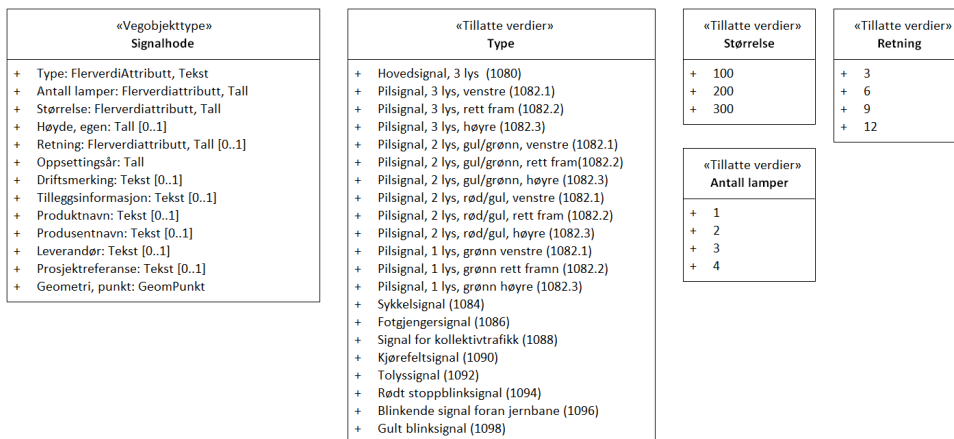 «Vegobjekttype»
Signalhode
+ Type: FlerverdiAttributt, Tekst
+ Antall lamper: Flerverdiattributt, Tall
+ Størrelse: Flerverdiattributt, Tall
+ Høyde, egen: Tall [0..1]
+ Retning: Flerverdiattributt, Tall [0..1]
+ Oppsettingsår: Tall
+ Driftsmerking: Tekst [0..1]
+ Tilleggsinformasjon: Tekst [0..1]
+ Produktnavn: Tekst [0..1]
+ Produsentnavn: Tekst [0..1]
+ Leverandør: Tekst [0..1]
+ Prosjektreferanse: Tekst [0..1]
+ Geometri, punkt: GeomPunkt
«Tillatte verdier»
Type
+ Hovedsignal, 3 lys (1080)
+ Pilsignal, 3 lys, venstre (1082.1)
+ Pilsignal, 3 lys, rett fram (1082.2)
+ Pilsignal, 3 lys, høyre (1082.3)
+ Pilsignal, 2 lys, gul/grønn, venstre (1082.1)
+ Pilsignal, 2 lys, gul/grønn, rett fram(1082.2)
+ Pilsignal, 2 lys, gul/grønn, høyre (1082.3)
+ Pilsignal, 2 lys, rød/gul, venstre (1082.1)
+ Pilsignal, 2 lys, rød/gul, rett fram (1082.2)
+ Pilsignal, 2 lys, rød/gul, høyre (1082.3)
+ Pilsignal, 1 lys, grønn venstre (1082.1)
+ Pilsignal, 1 lys, grønn rett framn (1082.2)
+ Pilsignal, 1 lys, grønn høyre (1082.3)
+ Sykkelsignal (1084)
+ Fotgjengersignal (1086)
+ Signal for kollektivtrafikk (1088)
+ Kjørefeltsignal (1090)
+ Tolyssignal (1092)
+ Rødt stoppblinksignal (1094)
+ Blinkende signal foran jernbane (1096)
+ Gult blinksignal (1098)
«Tillatte verdier»
Størrelse
+ 100
+ 200
+ 300
«Tillatte verdier»
Antall lamper
+ 1
+ 2
+ 3
+ 4
«Tillatte verdier»
Retning
+ 3
+ 6
+ 9
+ 12